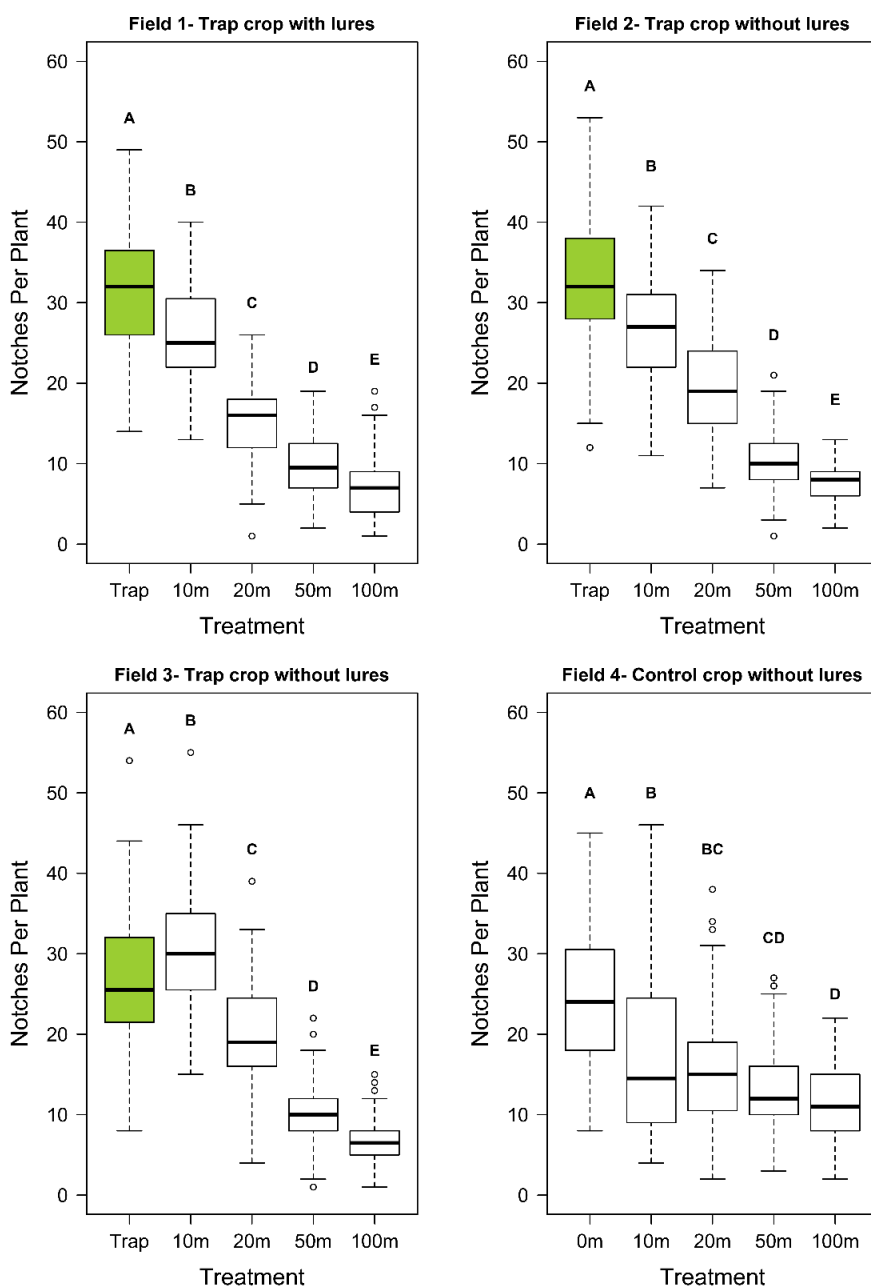 Field 1- Trap crop with lures
60
50
40
30
20
10
0
Notches Per Plant
A
B
C
D
E
Trap 10m 20m 50m 100m
Treatment
Field 2- Trap crop without lures
60
50
40
30
20
10
0
Notches Per Plant
A
B
C
D
E
Trap 10m 20m 50m 100m
Treatment
Field 3- Trap crop without lures
60
50
40
30
20
10
0
Notches Per Plant
A
B
C
D
E
Trap 10m 20m 50m 100m
Treatment
Field 4- Control crop without lures
60
50
40
30
20
10
0
Notches Per Plant
A
B
BC
CD
D
0m 10m 20m 50m 100m
Treatment